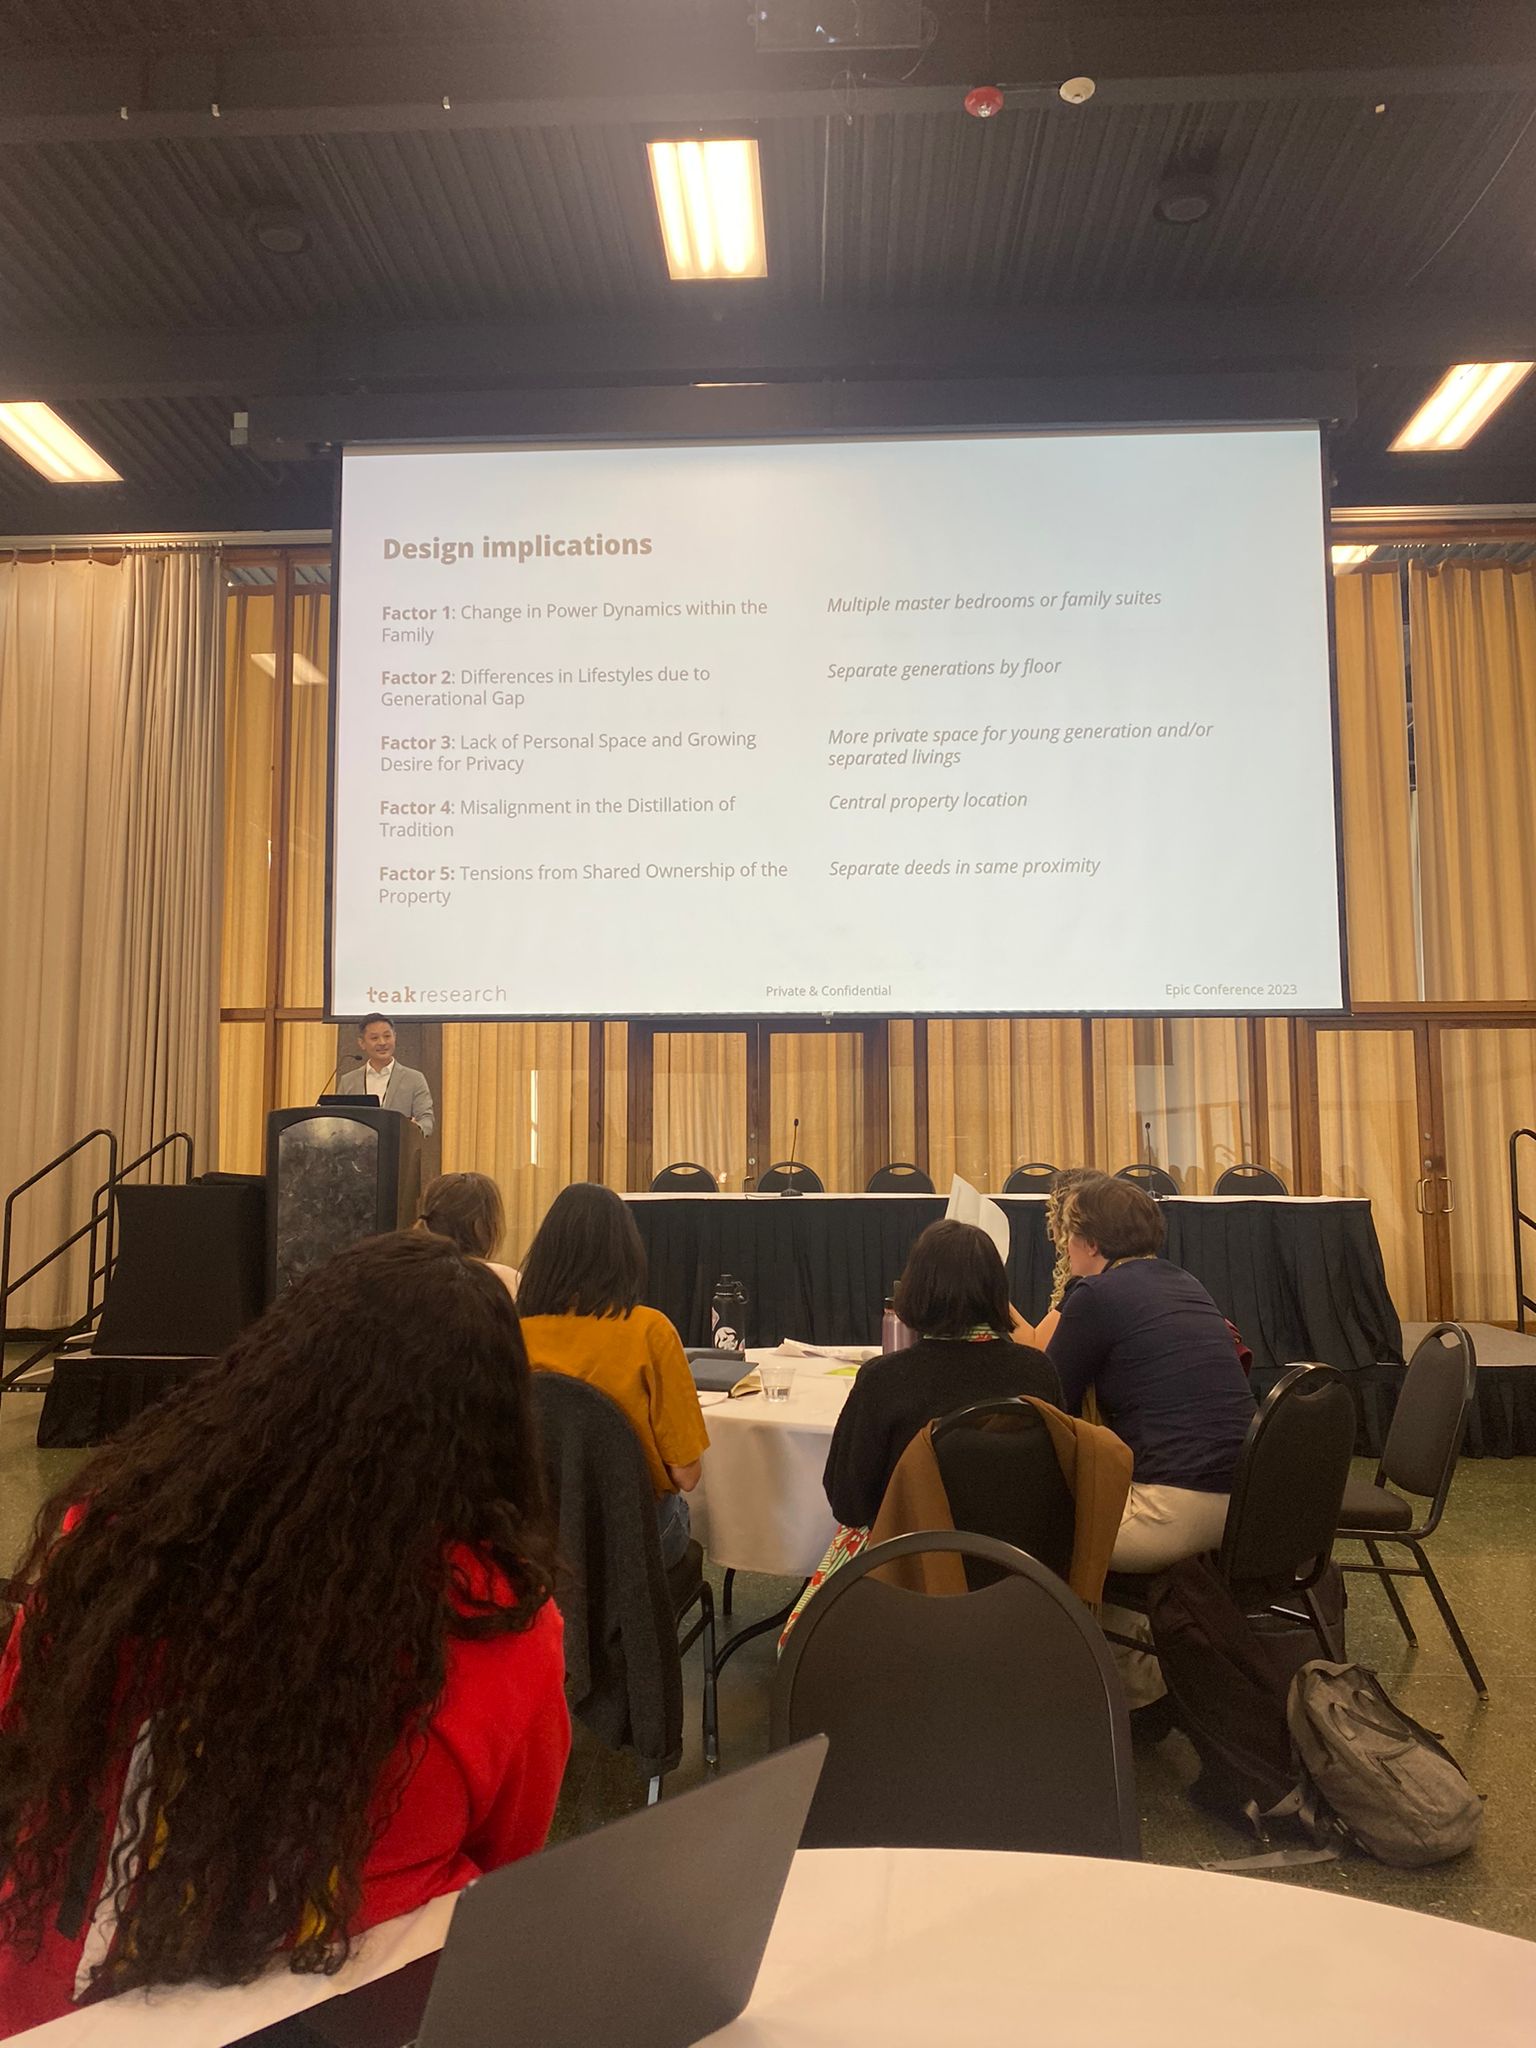 Design implications
Factor 1: Change in Power Dynamics within the
Family
Multiple master bedrooms or family suites
Factor 2: Differences in Lifestyles due to
Generational Gap
Separate generations by floor
Factor 3: Lack of Personal Space and Growing
Desire for Privacy
More private space for young generation and/or
separated livings
Factor 4: Misalignment in the Distillation of
Tradition
Central property location
Factor 5: Tensions from Shared Ownership of the
Property
Separate deeds in same proximity
teakresearch
Private & Confidential
Epic Conference 2023